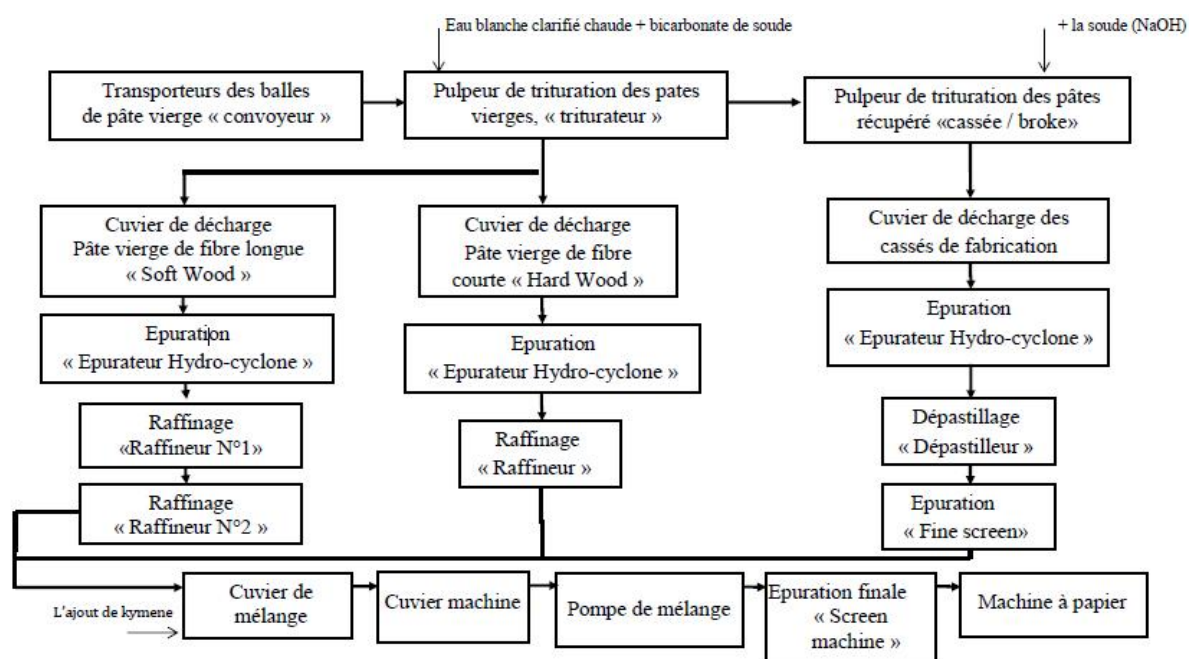 Eau blanche clarifié chaude + bicarbonate de soude
+ la soude (NaOH)
Transporteurs des balles
de pâte vierge « convoyeur »
Pulpeur de trituration des pates
vierges, « triturateur »
Pulpeur de trituration des pâtes
récupéré «cassée / broke»
Cuvier de décharge
Pâte vierge de fibre longue
« Soft Wood »
Cuvier de décharge
Pâte vierge de fibre
courte « Hard Wood »
Cuvier de décharge des
cassés de fabrication
Epuration
« Epurateur Hydro-cyclone »
Epuration
« Epurateur Hydro-cyclone »
Epuration
« Epurateur Hydro-cyclone »
Raffinage
«Raffineur N°1»
Raffinage
« Raffineur »
Dépastillage
« Dépastilleur »
Raffinage
« Raffineur N°2 »
Epuration
« Fine screen»
L'ajout de kymene
Cuvier de
mélange
Cuvier machine
Pompe de mélange
Epuration finale
« Screen
machine »
Machine à papier